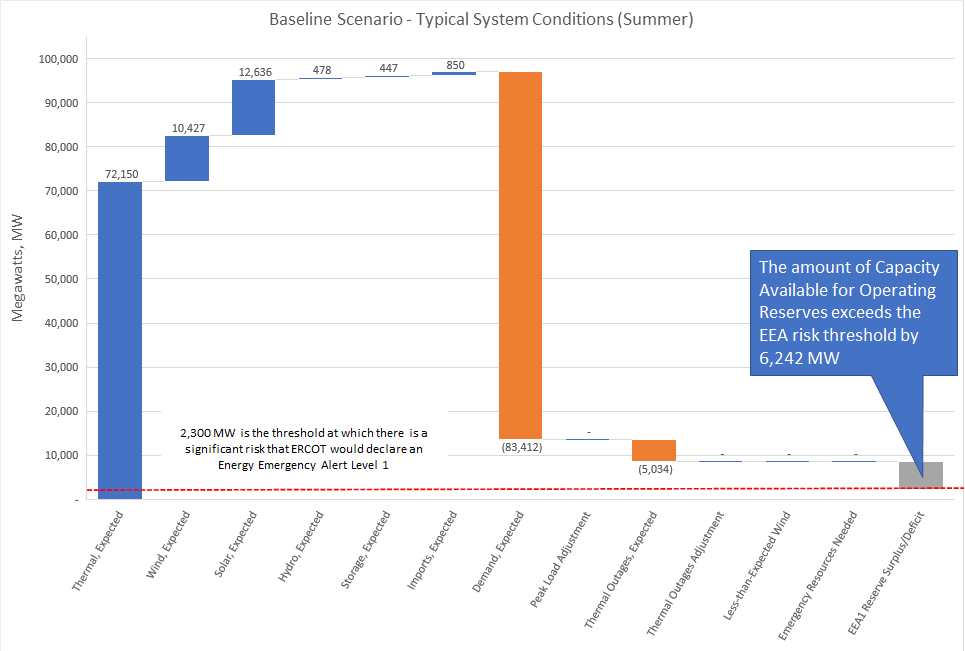 Baseline Scenario - Typical System Conditions (Summer)
Megawatts, MW
100,000
90,000
80,000
70,000
60,000
50,000
40,000
30,000
20,000
10,000
-
72,150
10,427
12,636
478
447
850
(83,412)
-
(5,034)
-
-
-
The amount of Capacity
Available for Operating
Reserves exceeds the
EEA risk threshold by
6,242 MW
2,300 MW is the threshold at which there is a
significant risk that ERCOT would declare an
Energy Emergency Alert Level 1
Thermal, Expected
Wind, Expected
Solar, Expected
Hydro, Expected
Storage, Expected
Imports, Expected
Demand, Expected
Peak Load Adjustment
Thermal Outages, Expected
Thermal Outages Adjustment
Less-than-Expected Wind
Emergency Resources Needed
EEA1 Reserve Surplus/Deficit